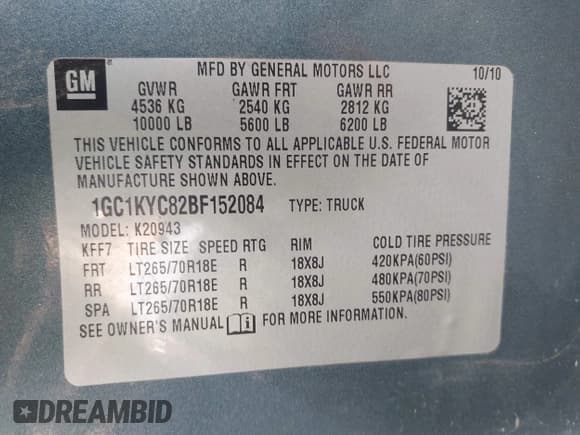 GM
MFD BY GENERAL MOTORS LLC 10/10
GVWR GAWR FRT GAWR RR
4536 KG 2540 KG 2812 KG
10000 LB 5600 LB 6200 LB
THIS VEHICLE CONFORMS TO ALL APPLICABLE U.S. FEDERAL MOTOR
VEHICLE SAFETY STANDARDS IN EFFECT ON THE DATE OF
MANUFACTURE SHOWN ABOVE.
1GC1KYC82BF152084 TYPE: TRUCK
MODEL: K20943
KFF7 TIRE SIZE SPEED RTG RIM COLD TIRE PRESSURE
FRT LT265/70R18E R 18X8J 420KPA(60PSI)
RR LT265/70R18E R 18X8J 480KPA(70PSI)
SPA LT265/70R18E R 18X8J 550KPA(80PSI)
SEE OWNER'S MANUAL i FOR MORE INFORMATION.
DREAMBID